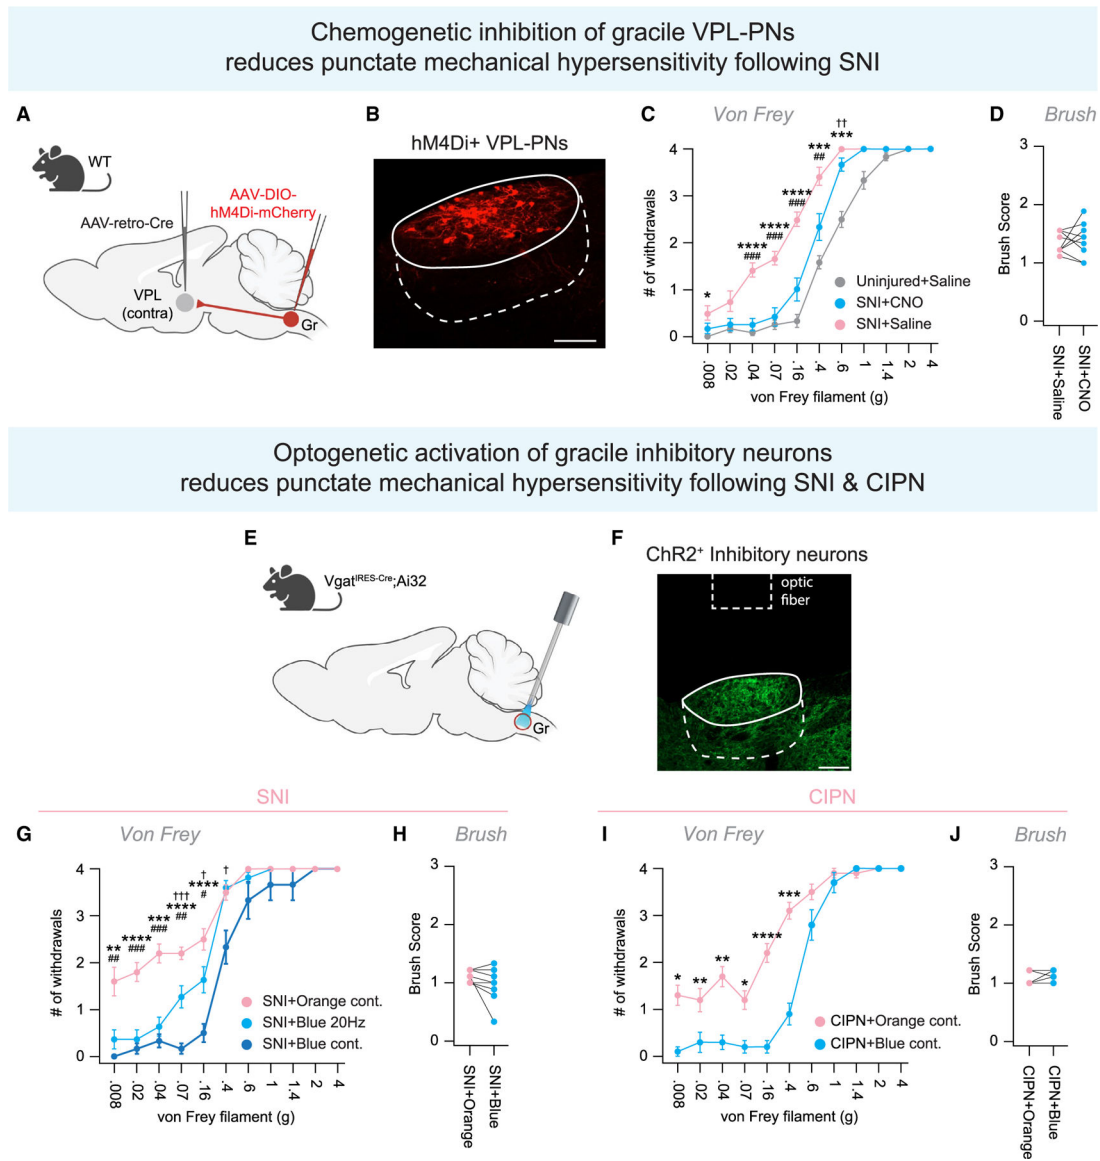 Chemogenetic inhibition of gracile VPL-PNs
reduces punctate mechanical hypersensitivity following SNI
A
WT
AAV-retro-Cre
AAV-DIO-
hM4Di-mCherry
VPL
(contra)
Gr
B
hM4Di+ VPL-PNs
C
Von Frey
# of withdrawals
4
3
2
1
0
*
****
###
****
###
****
###
***
##
††
***
Uninjured+Saline
SNI+CNO
SNI+Saline
.008
.02
.04
.07
.16
.4
.6
1
1.4
2
4
von Frey filament (g)
D
Brush
Brush Score
3
2
1
0
SNI+Saline
SNI+CNO
Optogenetic activation of gracile inhibitory neurons
reduces punctate mechanical hypersensitivity following SNI & CIPN
E
Vgat^IRES-Cre;Ai32
Gr
F
ChR2⁺ Inhibitory neurons
optic
fiber
SNI
G
Von Frey
# of withdrawals
4
3
2
1
0
**
##
****
###
***
###
†††
****
##
†
****
#
†
SNI+Orange cont.
SNI+Blue 20Hz
SNI+Blue cont.
.008
.02
.04
.07
.16
.4
.6
1
1.4
2
4
von Frey filament (g)
H
Brush
Brush Score
3
2
1
0
SNI+Orange
SNI+Blue
CIPN
I
Von Frey
# of withdrawals
4
3
2
1
0
*
**
**
*
****
***
CIPN+Orange cont.
CIPN+Blue cont.
.008
.02
.04
.07
.16
.4
.6
1
1.4
2
4
von Frey filament (g)
J
Brush
Brush Score
3
2
1
0
CIPN+Orange
CIPN+Blue